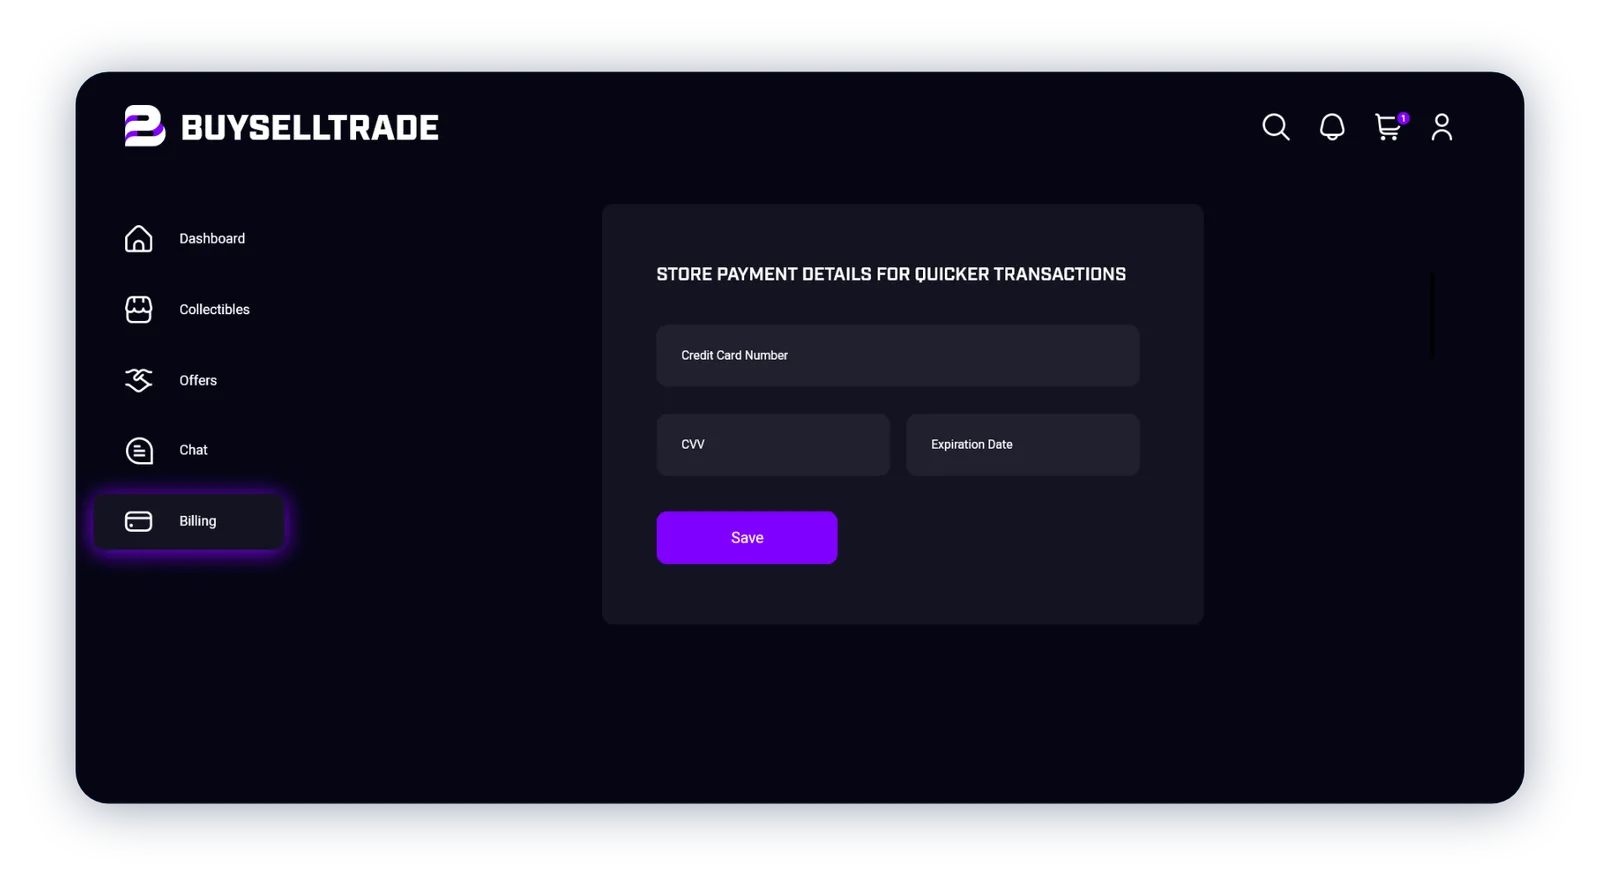 BUYSELLTRADE
1
Dashboard
Collectibles
Offers
Chat
Billing
STORE PAYMENT DETAILS FOR QUICKER TRANSACTIONS
Credit Card Number
CVV
Expiration Date
Save